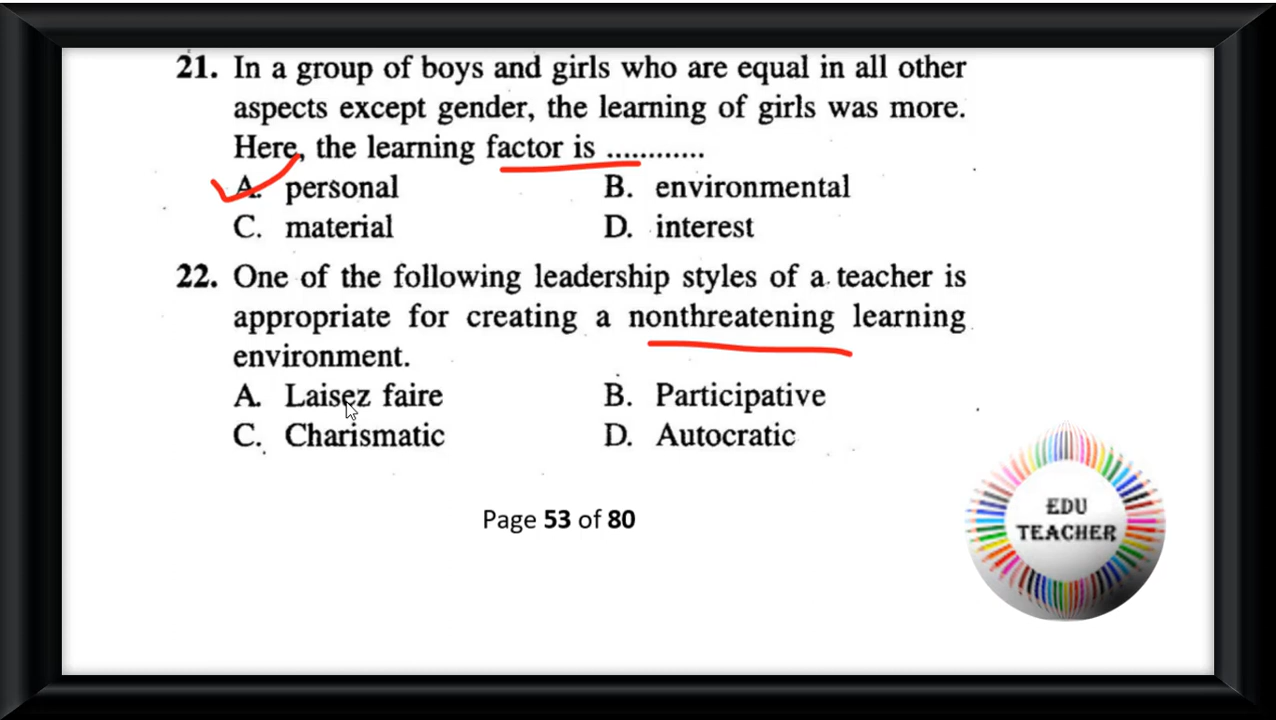 21. In a group of boys and girls who are equal in all other
aspects except gender, the learning of girls was more.
Here, the learning factor is ............
A. personal B. environmental
C. material D. interest
22. One of the following leadership styles of a teacher is
appropriate for creating a nonthreatening learning
environment.
A. Laisez faire B. Participative
C. Charismatic D. Autocratic
Page 53 of 80
EDU
TEACHER